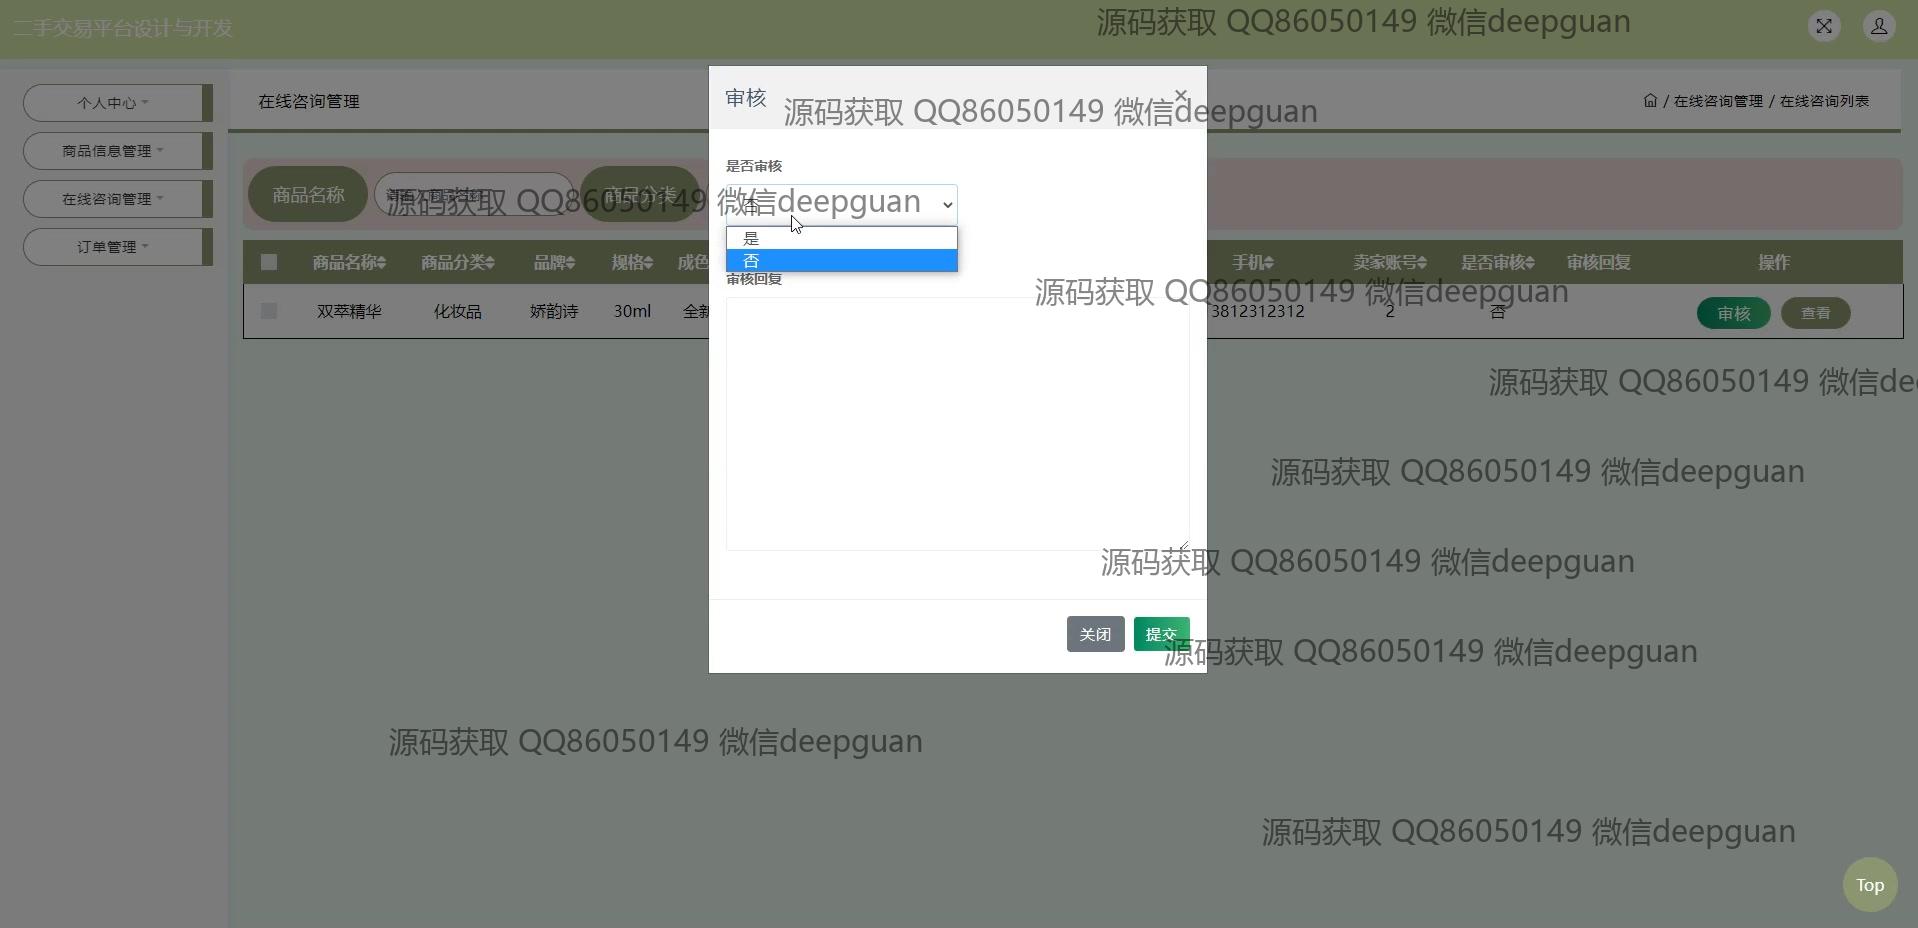 二手交易平台设计与开发
源码获取 QQ86050149 微信deepguan
个人中心
商品信息管理
在线咨询管理
订单管理
在线咨询管理
/ 在线咨询管理 / 在线咨询列表
审核
源码获取 QQ86050149 微信deepguan
是否审核
商品名称
商品分类
源码获取 QQ86050149 微信deepguan
否
是
否
审核回复
商品名称 商品分类 品牌 规格 成色 手机 卖家账号 是否审核 审核回复 操作
源码获取 QQ86050149 微信deepguan
双萃精华 化妆品 娇韵诗 30ml 全新 3812312312 2 否 审核 查看
源码获取 QQ86050149 微信de
源码获取 QQ86050149 微信deepguan
源码获取 QQ86050149 微信deepguan
关闭 提交
源码获取 QQ86050149 微信deepguan
源码获取 QQ86050149 微信deepguan
源码获取 QQ86050149 微信deepguan
Top